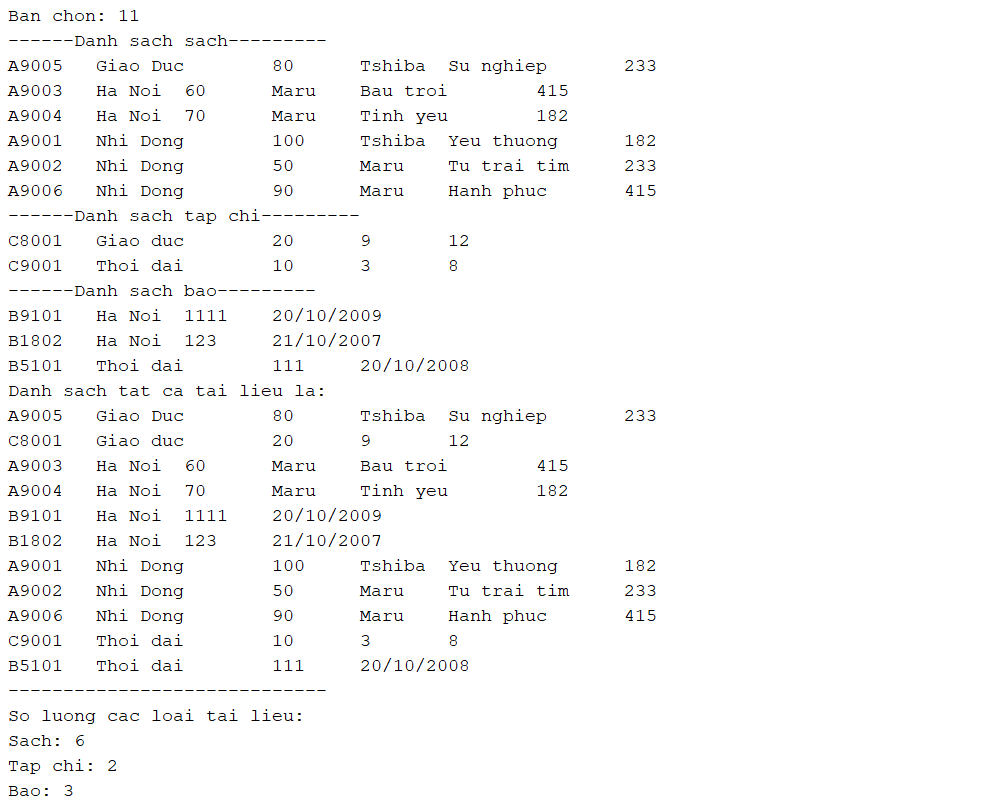 Ban chon: 11
------Danh sach sach---------
A9005   Giao Duc        80      Tshiba  Su nghiep       233
A9003   Ha Noi  60      Maru    Bau troi        415
A9004   Ha Noi  70      Maru    Tinh yeu        182
A9001   Nhi Dong        100     Tshiba  Yeu thuong      182
A9002   Nhi Dong        50      Maru    Tu trai tim     233
A9006   Nhi Dong        90      Maru    Hanh phuc       415
------Danh sach tap chi---------
C8001   Giao duc        20      9       12
C9001   Thoi dai        10      3       8
------Danh sach bao---------
B9101   Ha Noi  1111    20/10/2009
B1802   Ha Noi  123     21/10/2007
B5101   Thoi dai        111     20/10/2008
Danh sach tat ca tai lieu la:
A9005   Giao Duc        80      Tshiba  Su nghiep       233
C8001   Giao duc        20      9       12
A9003   Ha Noi  60      Maru    Bau troi        415
A9004   Ha Noi  70      Maru    Tinh yeu        182
B9101   Ha Noi  1111    20/10/2009
B1802   Ha Noi  123     21/10/2007
A9001   Nhi Dong        100     Tshiba  Yeu thuong      182
A9002   Nhi Dong        50      Maru    Tu trai tim     233
A9006   Nhi Dong        90      Maru    Hanh phuc       415
C9001   Thoi dai        10      3       8
B5101   Thoi dai        111     20/10/2008
-----------------------------
So luong cac loai tai lieu:
Sach: 6
Tap chi: 2
Bao: 3